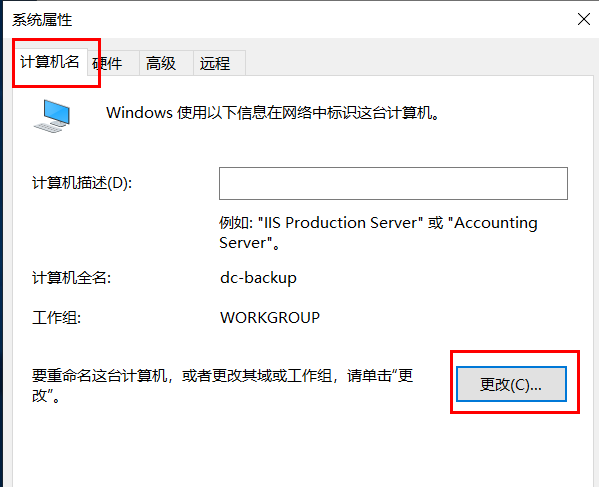 系统属性
计算机名 硬件 高级 远程
Windows 使用以下信息在网络中标识这台计算机。
计算机描述(D):
例如: "IIS Production Server" 或 "Accounting
Server"。
计算机全名: dc-backup
工作组: WORKGROUP
要重命名这台计算机，或者更改其域或工作组，请单击“更
改”。
更改(C)...